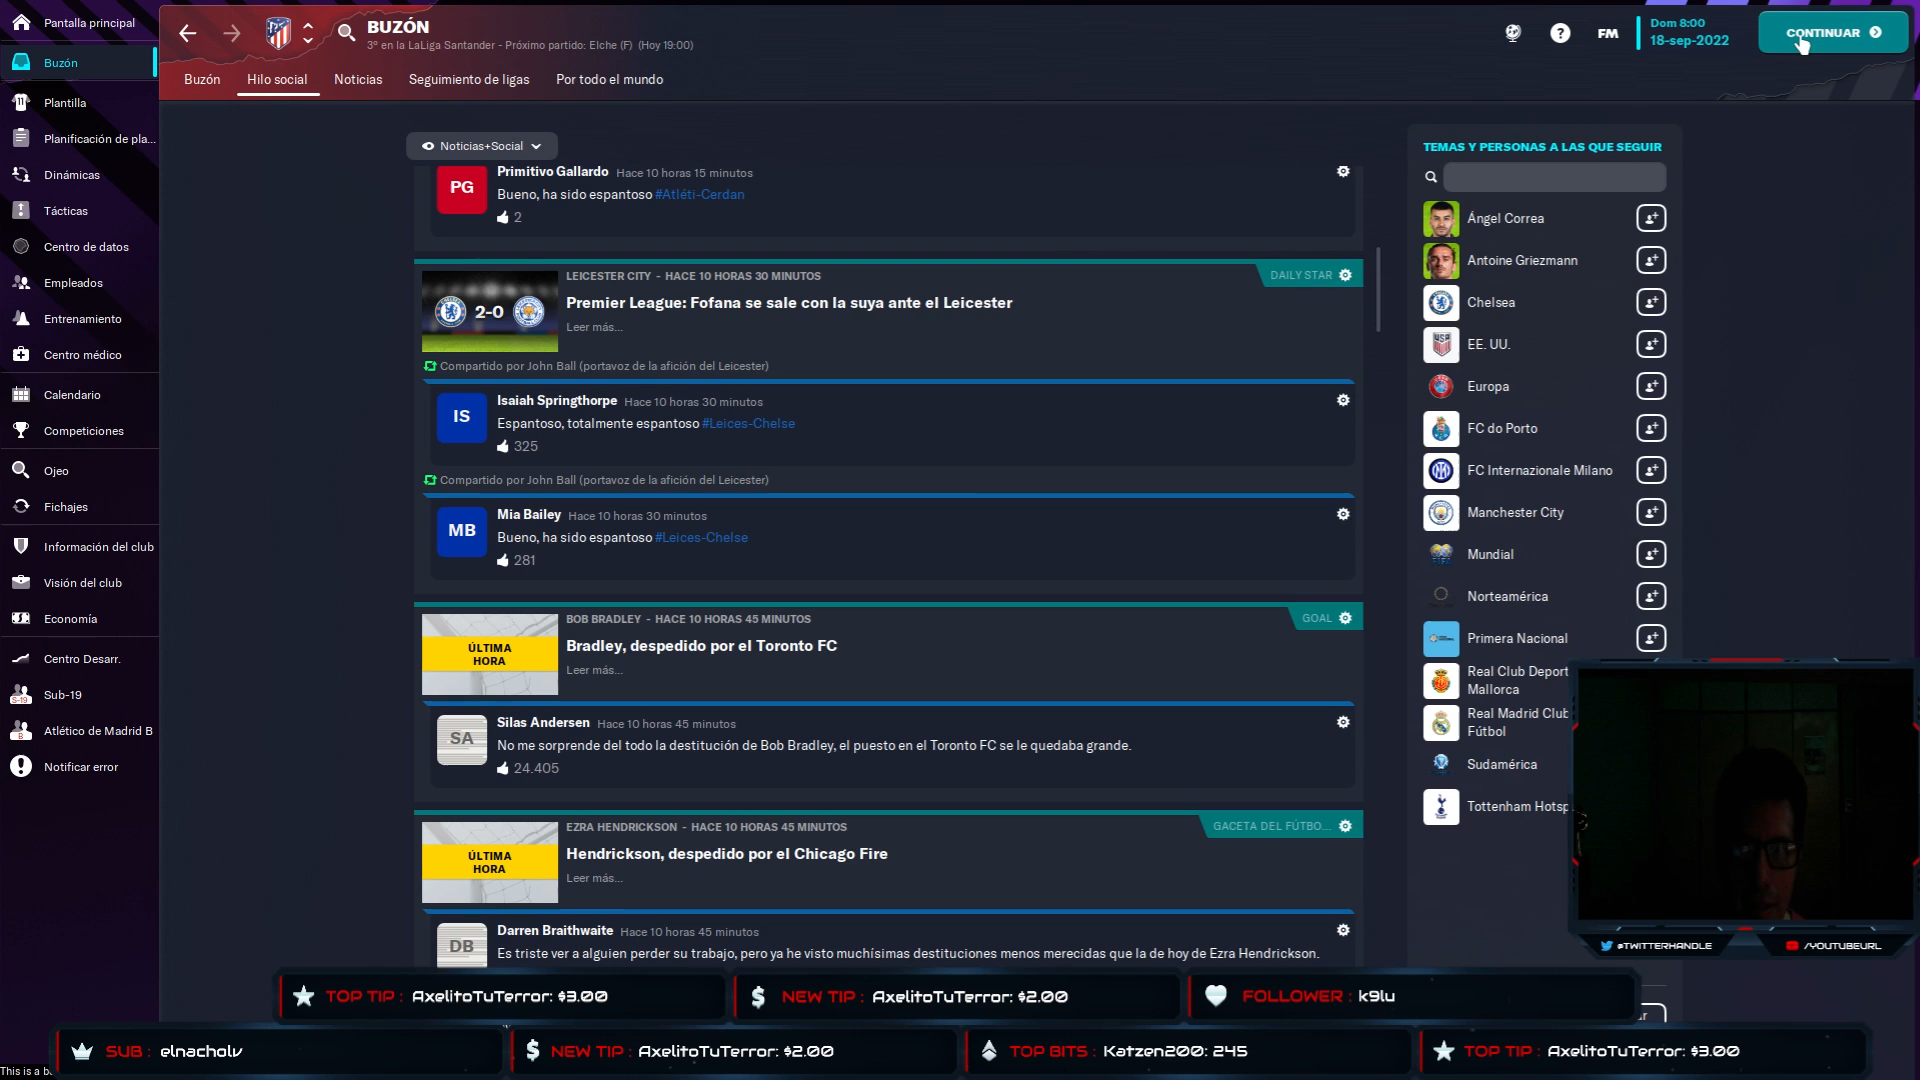 Pantalla principal
Buzón
Plantilla
Planificación de pla...
Dinámicas
Tácticas
Centro de datos
Empleados
Entrenamiento
Centro médico
Calendario
Competiciones
Ojeo
Fichajes
Información del club
Visión del club
Economía
Centro Desarr.
Sub-19
Atlético de Madrid B
Notificar error
BUZÓN
3º en la LaLiga Santander - Próximo partido: Elche (F) (Hoy 19:00)
FM
Dom 8:00
18-sep-2022
CONTINUAR
Buzón
Hilo social
Noticias
Seguimiento de ligas
Por todo el mundo
Noticias+Social
PG
Primitivo Gallardo Hace 10 horas 15 minutos
Bueno, ha sido espantoso #Atléti-Cerdan
2
LEICESTER CITY - HACE 10 HORAS 30 MINUTOS
DAILY STAR
2-0
Premier League: Fofana se sale con la suya ante el Leicester
Leer más...
Compartido por John Ball (portavoz de la afición del Leicester)
IS
Isaiah Springthorpe Hace 10 horas 30 minutos
Espantoso, totalmente espantoso #Leices-Chelse
325
Compartido por John Ball (portavoz de la afición del Leicester)
MB
Mia Bailey Hace 10 horas 30 minutos
Bueno, ha sido espantoso #Leices-Chelse
281
BOB BRADLEY - HACE 10 HORAS 45 MINUTOS
GOAL
ÚLTIMA
HORA
Bradley, despedido por el Toronto FC
Leer más...
SA
Silas Andersen Hace 10 horas 45 minutos
No me sorprende del todo la destitución de Bob Bradley, el puesto en el Toronto FC se le quedaba grande.
24.405
EZRA HENDRICKSON - HACE 10 HORAS 45 MINUTOS
GACETA DEL FÚTBO...
ÚLTIMA
HORA
Hendrickson, despedido por el Chicago Fire
Leer más...
DB
Darren Braithwaite Hace 10 horas 45 minutos
Es triste ver a alguien perder su trabajo, pero ya he visto muchísimas destituciones menos merecidas que la de hoy de Ezra Hendrickson.
TEMAS Y PERSONAS A LAS QUE SEGUIR
Ángel Correa
Antoine Griezmann
Chelsea
EE. UU.
Europa
FC do Porto
FC Internazionale Milano
Manchester City
Mundial
Norteamérica
Primera Nacional
Real Club Deport
Mallorca
Real Madrid Club
Fútbol
Sudamérica
Tottenham Hotsp
@TWITTERHANDLE
/YOUTUBEURL
TOP TIP : AxelitoTuTerror: $3.00
NEW TIP : AxelitoTuTerror: $2.00
FOLLOWER : k9lu
SUB : elnacholv
NEW TIP : AxelitoTuTerror: $2.00
TOP BITS : Katzen200: 245
TOP TIP : AxelitoTuTerror: $3.00
This is a b